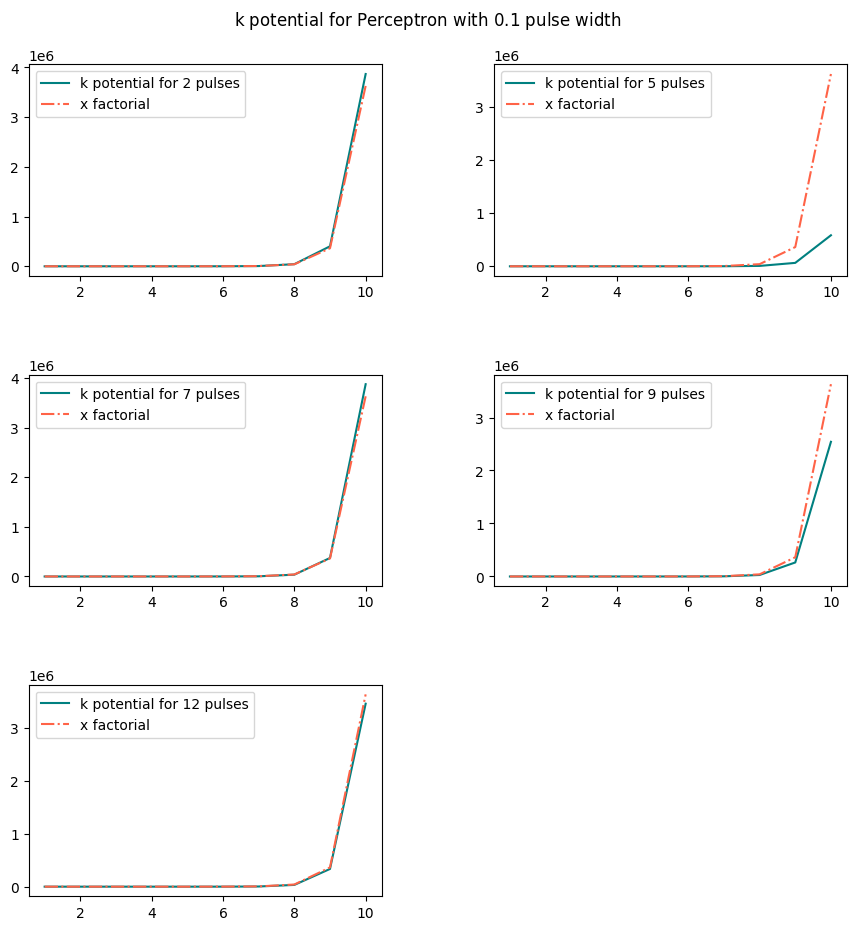 k potential for Perceptron with 0.1 pulse width
1e6
k potential for 2 pulses
x factorial
4
3
2
1
0
2 4 6 8 10
1e6
k potential for 5 pulses
x factorial
3
2
1
0
2 4 6 8 10
1e6
k potential for 7 pulses
x factorial
4
3
2
1
0
2 4 6 8 10
1e6
k potential for 9 pulses
x factorial
3
2
1
0
2 4 6 8 10
1e6
k potential for 12 pulses
x factorial
3
2
1
0
2 4 6 8 10